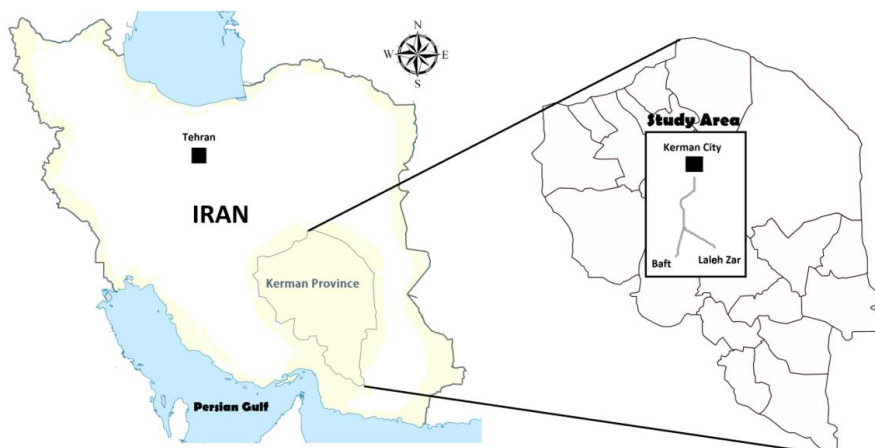 N
W E
S
Tehran
IRAN
Kerman Province
Persian Gulf
Study Area
Kerman City
Baft
Laleh Zar